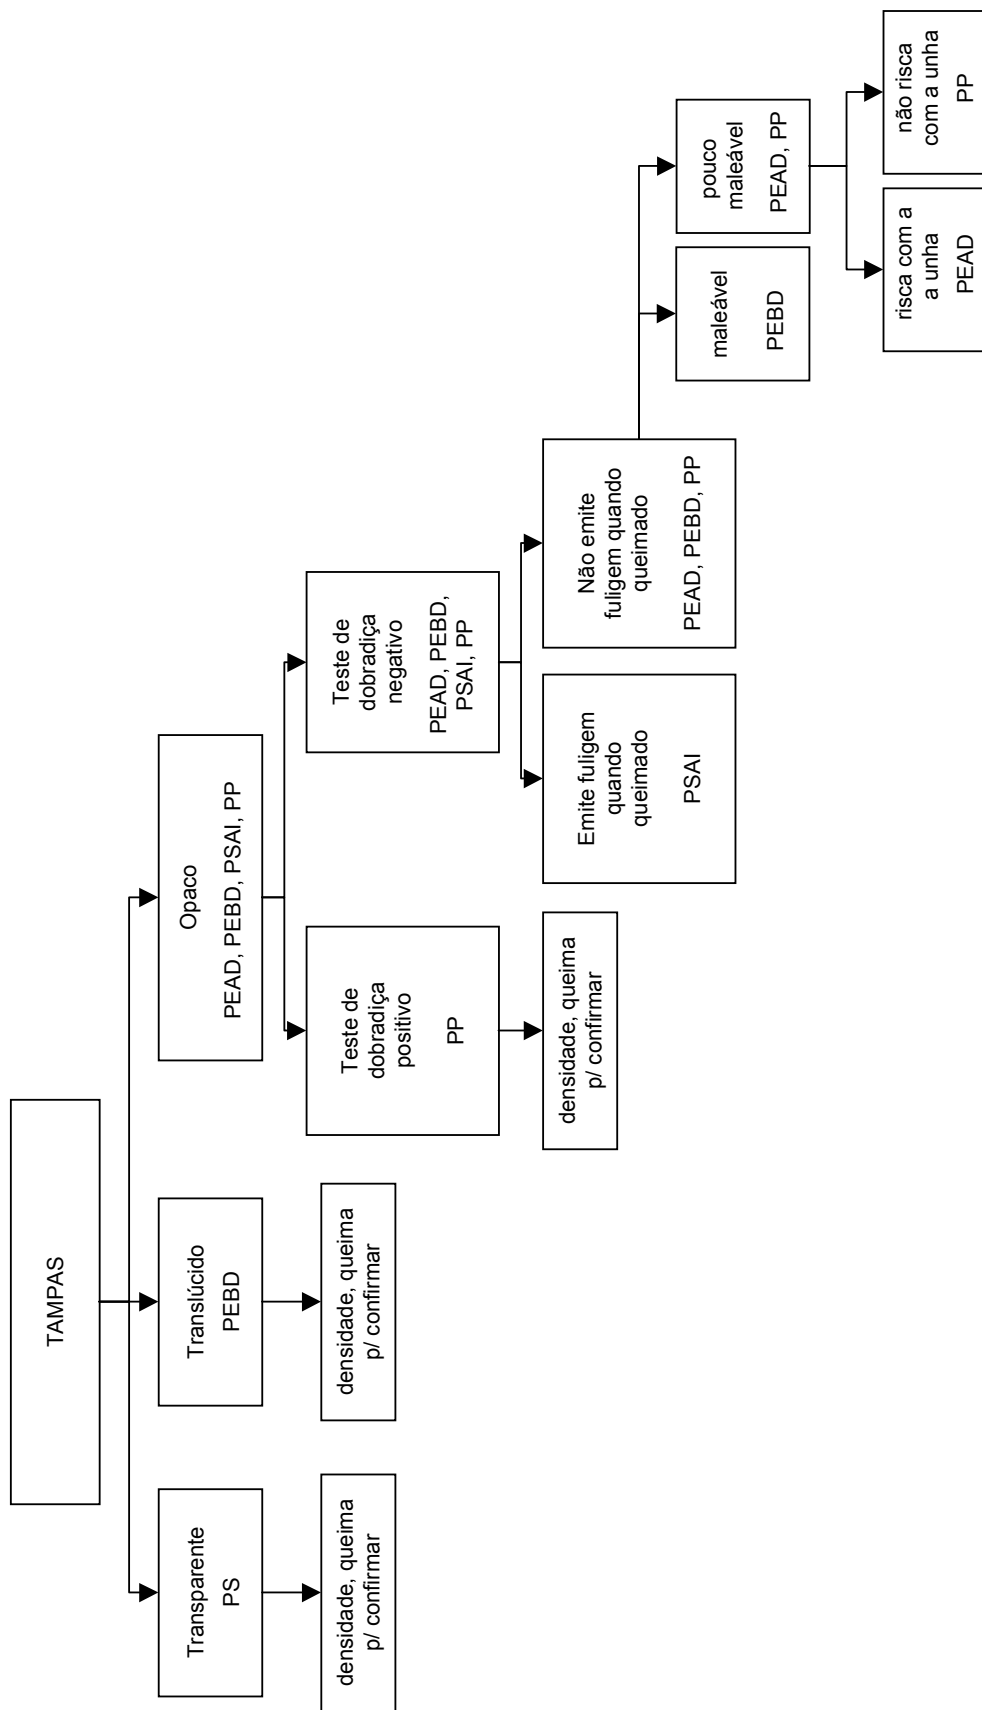 TAMPAS
Transparente
PS
Translúcido
PEBD
Opaco
PEAD, PEBD, PSAI, PP
densidade, queima
p/ confirmar
densidade, queima
p/ confirmar
Teste de
dobradiça
positivo
PP
Teste de
dobradiça
negativo
PEAD, PEBD,
PSAI, PP
densidade, queima
p/ confirmar
Emite fuligem
quando
queimado
PSAI
Não emite
fuligem quando
queimado
PEAD, PEBD, PP
maleável
PEBD
pouco
maleável
PEAD, PP
risca com a
a unha
PEAD
não risca
com a unha
PP